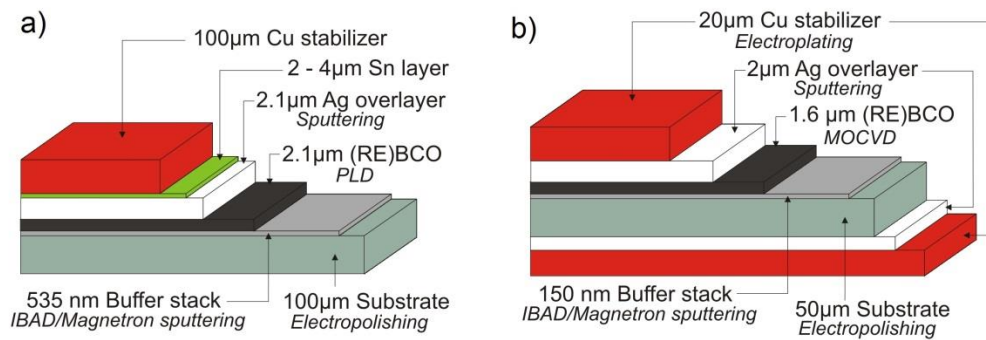 a)
100µm Cu stabilizer
2 - 4µm Sn layer
2.1µm Ag overlayer
Sputtering
2.1µm (RE)BCO
PLD
535 nm Buffer stack
IBAD/Magnetron sputtering
100µm Substrate
Electropolishing
b)
20µm Cu stabilizer
Electroplating
2µm Ag overlayer
Sputtering
1.6 µm (RE)BCO
MOCVD
150 nm Buffer stack
IBAD/Magnetron sputtering
50µm Substrate
Electropolishing